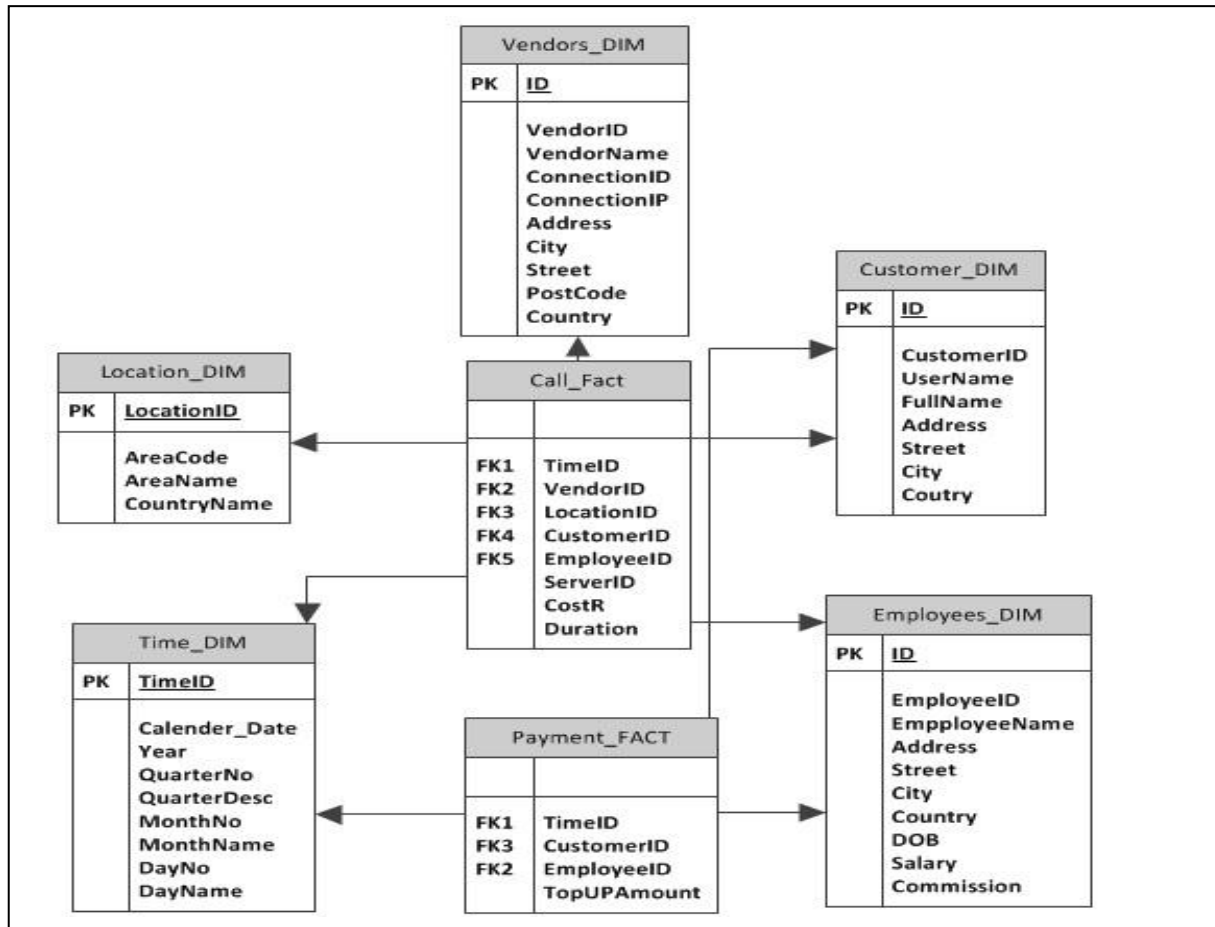 Vendors_DIM
PK ID
VendorID
VendorName
ConnectionID
ConnectionIP
Address
City
Street
PostCode
Country
Customer_DIM
PK ID
CustomerID
UserName
FullName
Address
Street
City
Coutry
Location_DIM
PK LocationID
AreaCode
AreaName
CountryName
Call_Fact
FK1 TimeID
FK2 VendorID
FK3 LocationID
FK4 CustomerID
FK5 EmployeeID
ServerID
CostR
Duration
Time_DIM
PK TimeID
Calender_Date
Year
QuarterNo
QuarterDesc
MonthNo
MonthName
DayNo
DayName
Payment_FACT
FK1 TimeID
FK3 CustomerID
FK2 EmployeeID
TopUPAmount
Employees_DIM
PK ID
EmployeeID
EmpployeeName
Address
Street
City
Country
DOB
Salary
Commission